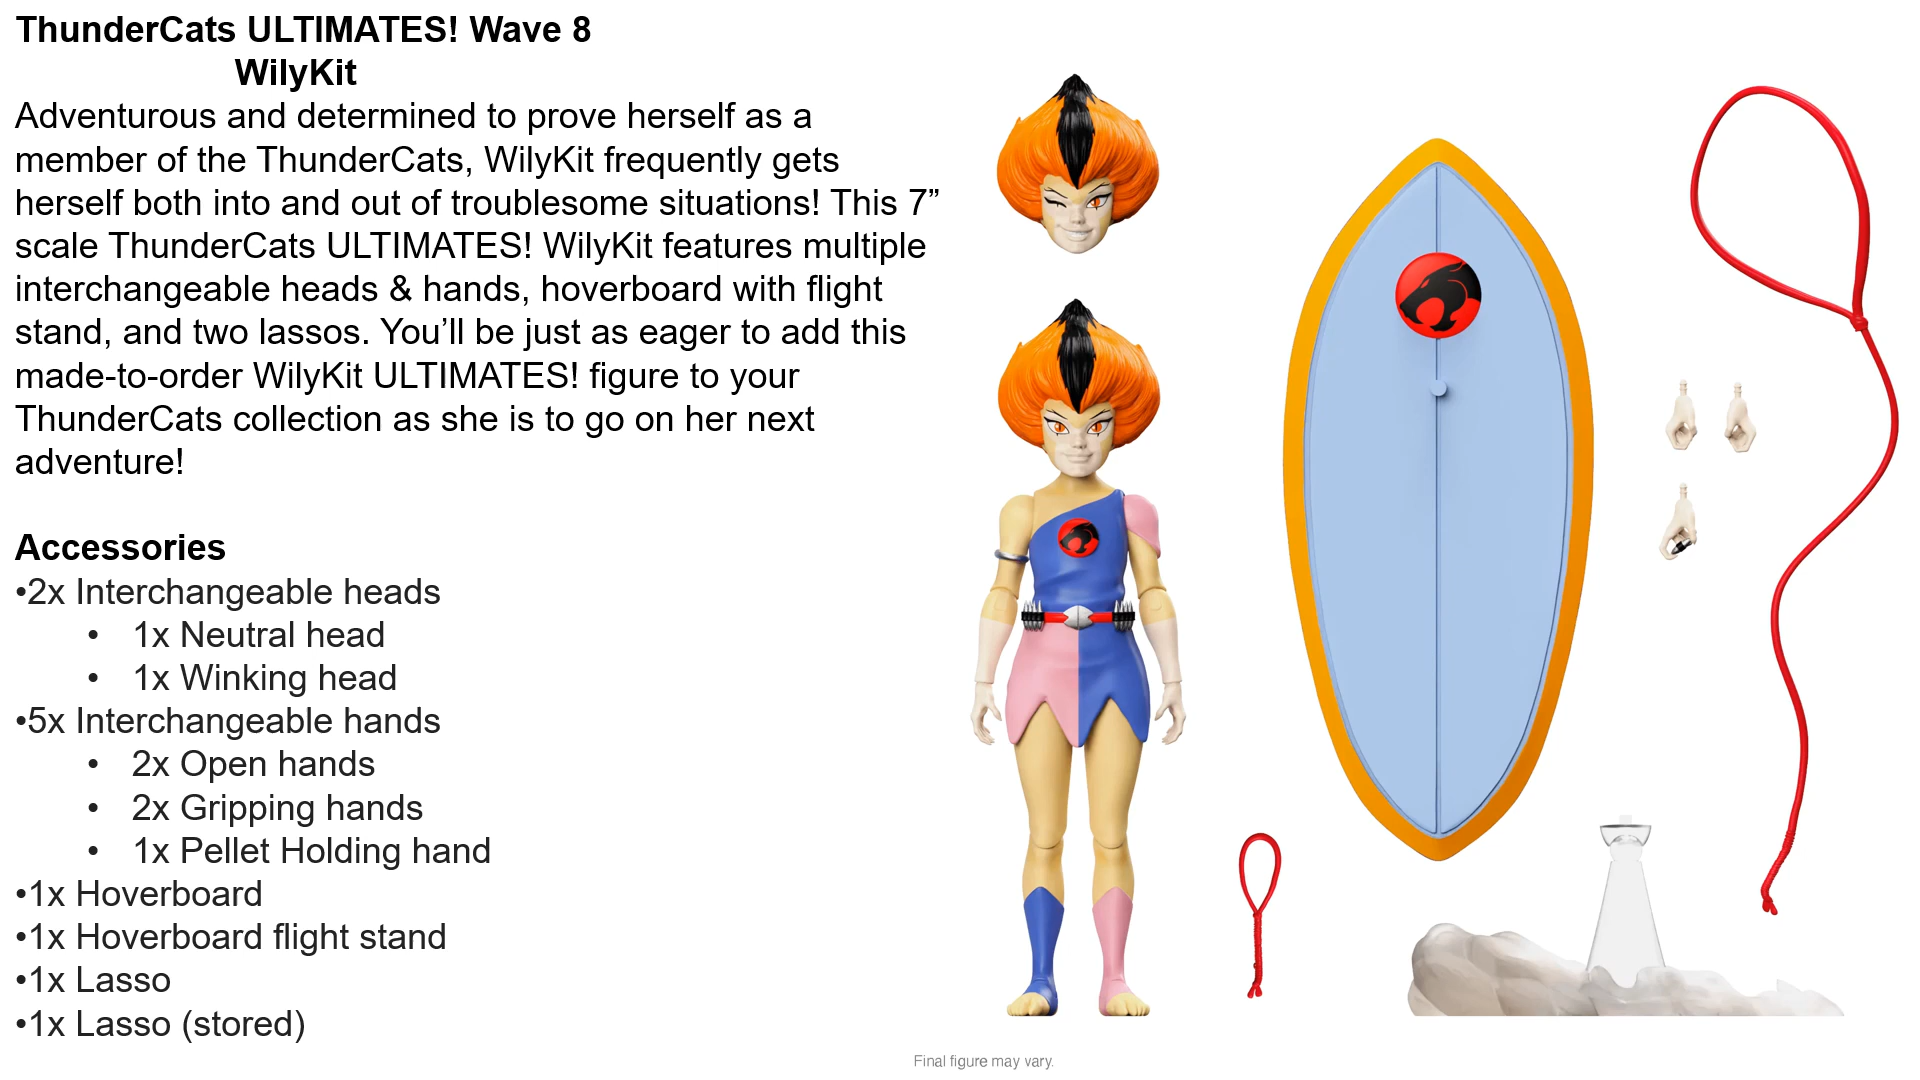 ThunderCats ULTIMATES! Wave 8
WilyKit
Adventurous and determined to prove herself as a
member of the ThunderCats, WilyKit frequently gets
herself both into and out of troublesome situations! This 7”
scale ThunderCats ULTIMATES! WilyKit features multiple
interchangeable heads & hands, hoverboard with flight
stand, and two lassos. You’ll be just as eager to add this
made-to-order WilyKit ULTIMATES! figure to your
ThunderCats collection as she is to go on her next
adventure!
Accessories
•2x Interchangeable heads
• 1x Neutral head
• 1x Winking head
•5x Interchangeable hands
• 2x Open hands
• 2x Gripping hands
• 1x Pellet Holding hand
•1x Hoverboard
•1x Hoverboard flight stand
•1x Lasso
•1x Lasso (stored)
Final figure may vary.